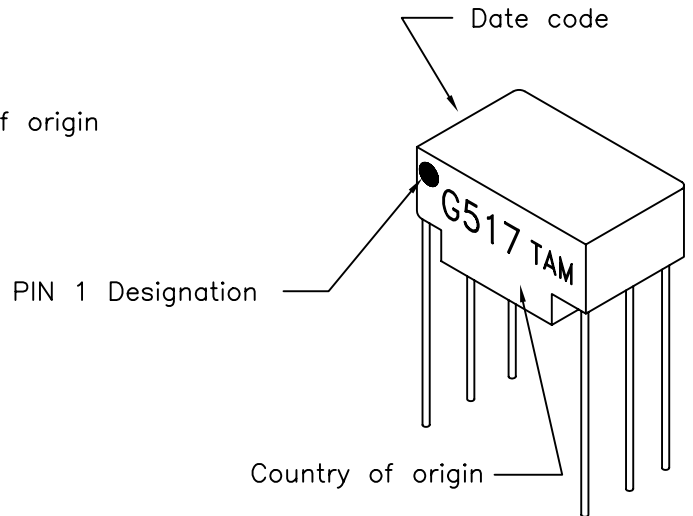 Date code
f origin
G517 TAM
PIN 1 Designation
Country of origin